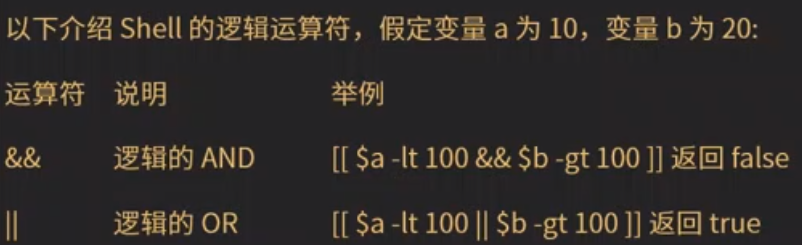 以下介绍 Shell 的逻辑运算符，假定变量 a 为 10，变量 b 为 20:
运算符 说明 举例
&& 逻辑的 AND [[ $a -lt 100 && $b -gt 100 ]] 返回 false
|| 逻辑的 OR [[ $a -lt 100 || $b -gt 100 ]] 返回 true